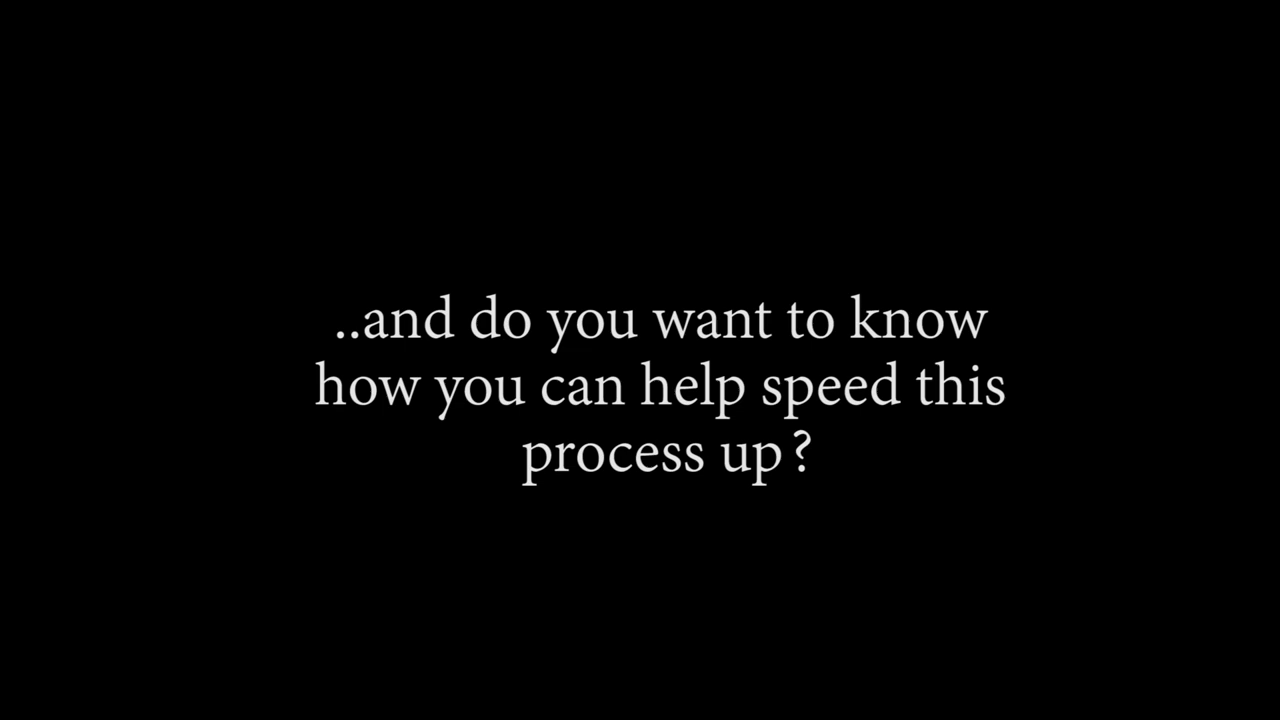 ..and do you want to know
how you can help speed this
process up?